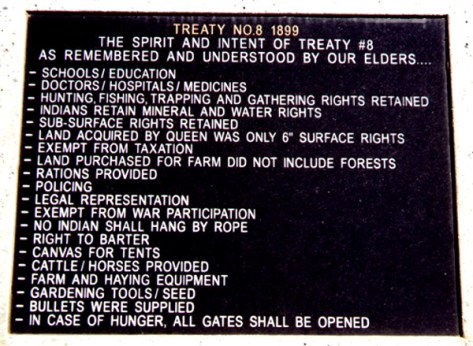 TREATY NO.8 1899
THE SPIRIT AND INTENT OF TREATY #8
AS REMEMBERED AND UNDERSTOOD BY OUR ELDERS....
- SCHOOLS/EDUCATION
- DOCTORS/HOSPITALS/MEDICINES
- HUNTING, FISHING, TRAPPING AND GATHERING RIGHTS RETAINED
- INDIANS RETAIN MINERAL AND WATER RIGHTS
- SUB-SURFACE RIGHTS RETAINED
- LAND ACQUIRED BY QUEEN WAS ONLY 6" SURFACE RIGHTS
- EXEMPT FROM TAXATION
- LAND PURCHASED FOR FARM DID NOT INCLUDE FORESTS
- RATIONS PROVIDED
- POLICING
- LEGAL REPRESENTATION
- EXEMPT FROM WAR PARTICIPATION
- NO INDIAN SHALL HANG BY ROPE
- RIGHT TO BARTER
- CANVAS FOR TENTS
- CATTLE/HORSES PROVIDED
- FARM AND HAYING EQUIPMENT
- GARDENING TOOLS/SEED
- BULLETS WERE SUPPLIED
- IN CASE OF HUNGER, ALL GATES SHALL BE OPENED